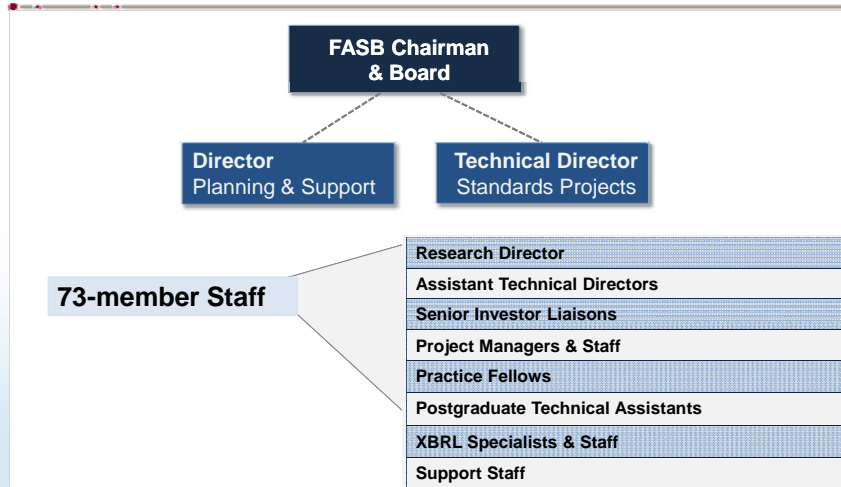 FASB Chairman
& Board
Director
Planning & Support
Technical Director
Standards Projects
73-member Staff
Research Director
Assistant Technical Directors
Senior Investor Liaisons
Project Managers & Staff
Practice Fellows
Postgraduate Technical Assistants
XBRL Specialists & Staff
Support Staff